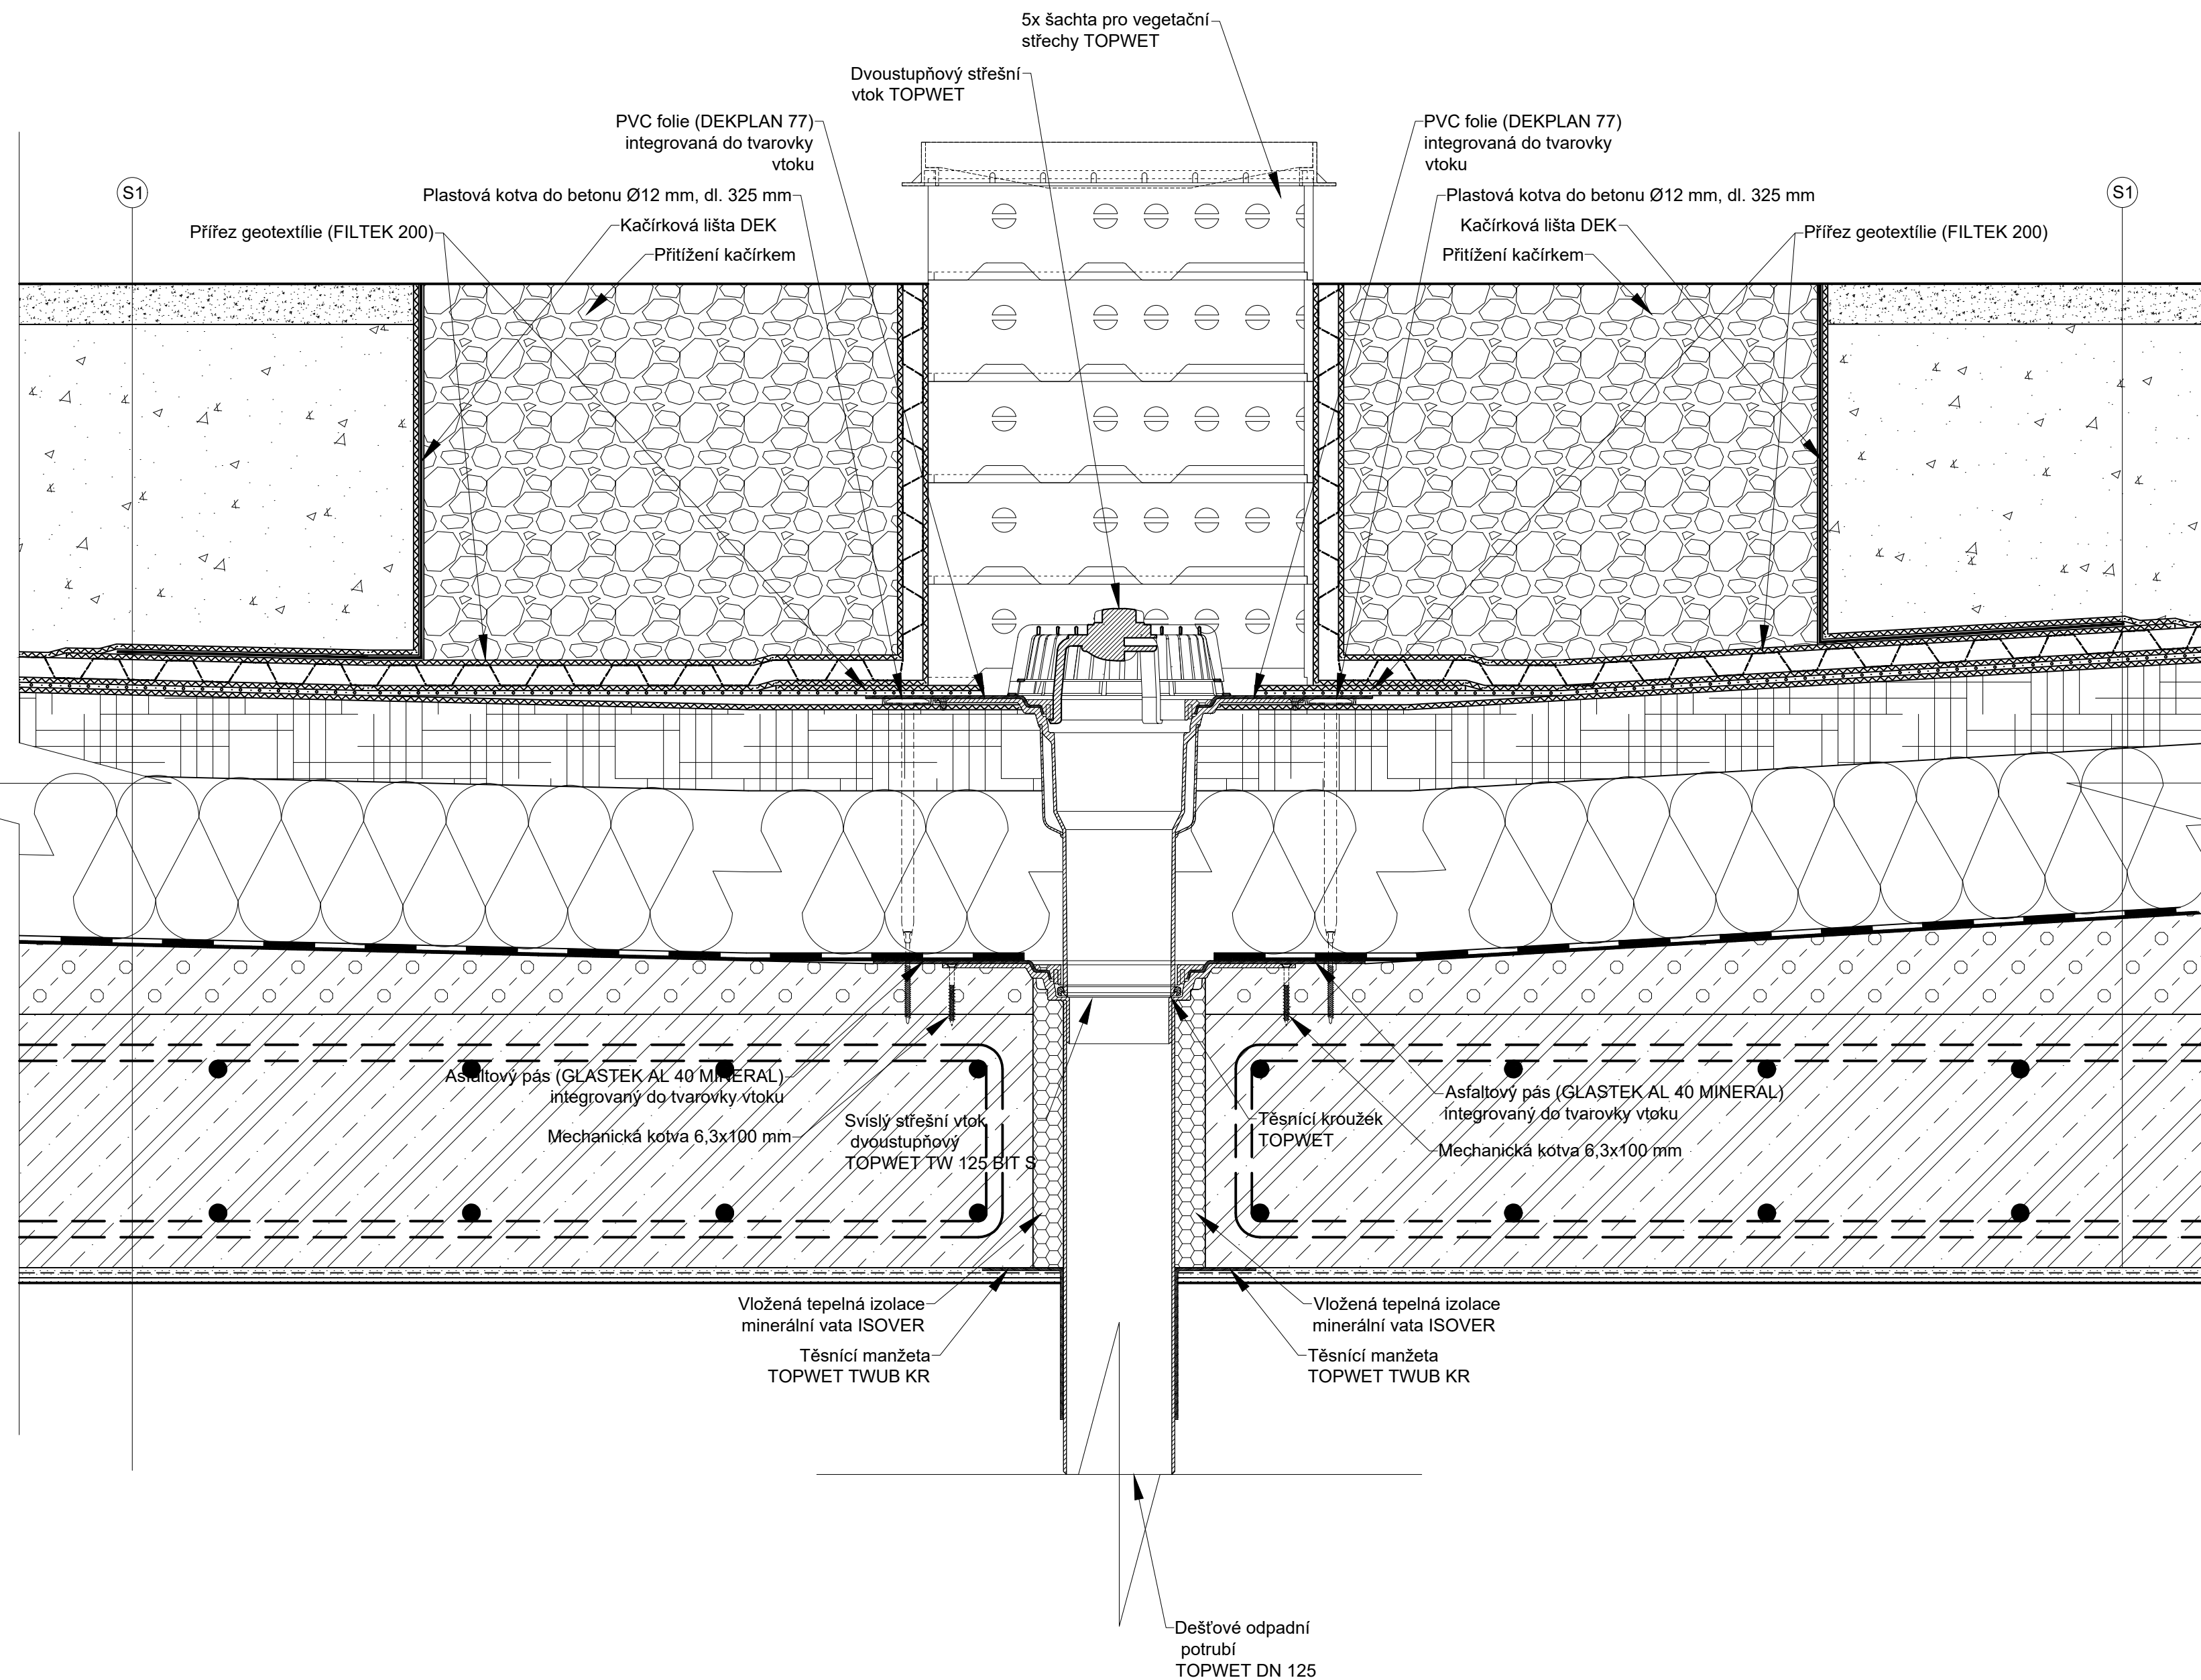 5x šachta pro vegetační
střechy TOPWET
Dvoustupňový střešní
vtok TOPWET
PVC folie (DEKPLAN 77)
integrovaná do tvarovky
vtoku
PVC folie (DEKPLAN 77)
integrovaná do tvarovky
vtoku
S1
S1
Plastová kotva do betonu Ø12 mm, dl. 325 mm
Plastová kotva do betonu Ø12 mm, dl. 325 mm
Kačírková lišta DEK
Kačírková lišta DEK
Přířez geotextílie (FILTEK 200)
Přířez geotextílie (FILTEK 200)
Přitížení kačírkem
Přitížení kačírkem
Asfaltový pás (GLASTEK AL 40 MINERAL)
integrovaný do tvarovky vtoku
Asfaltový pás (GLASTEK AL 40 MINERAL)
integrovaný do tvarovky vtoku
Mechanická kotva 6,3x100 mm
Svislý střešní vtok
dvoustupňový
TOPWET TW 125 BIT S
Těsnící kroužek
TOPWET
Mechanická kotva 6,3x100 mm
Vložená tepelná izolace
minerální vata ISOVER
Vložená tepelná izolace
minerální vata ISOVER
Těsnící manžeta
TOPWET TWUB KR
Těsnící manžeta
TOPWET TWUB KR
Dešťové odpadní
potrubí
TOPWET DN 125